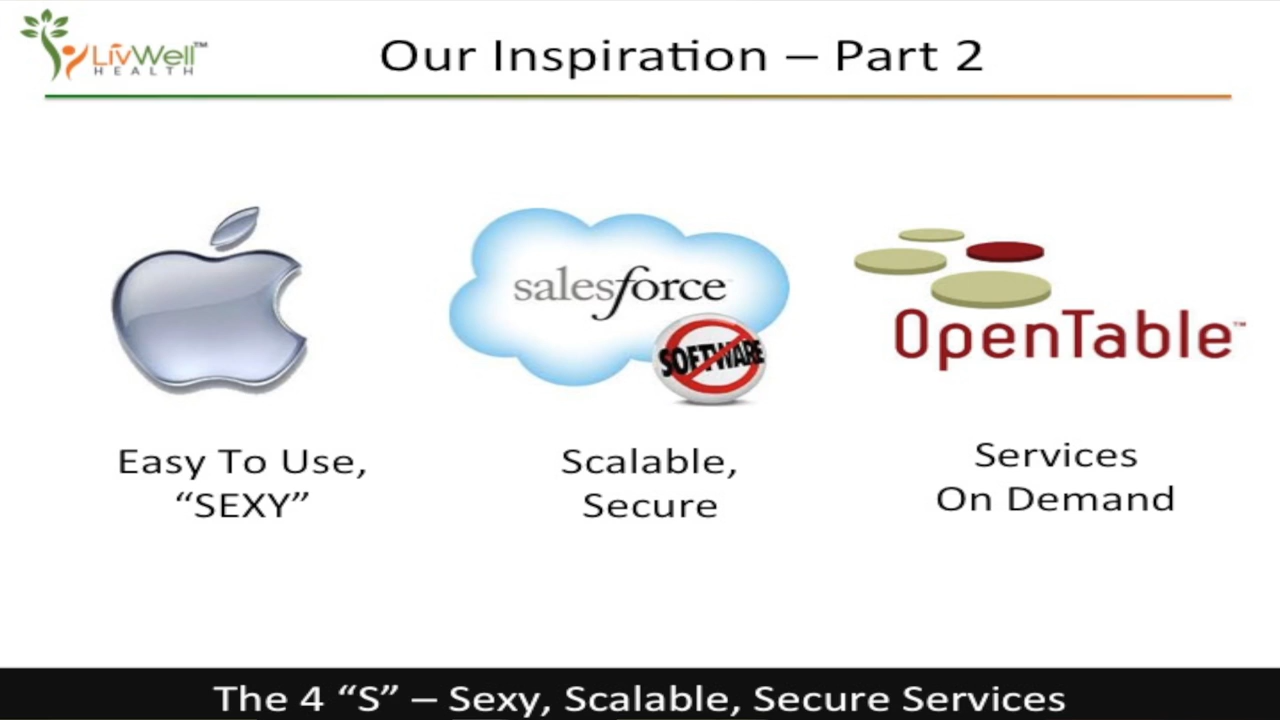 LivWell™
HEALTH
Our Inspiration – Part 2
salesforce
SOFTWARE
OpenTable™
Easy To Use,
“SEXY”
Scalable,
Secure
Services
On Demand
The 4 “S” – Sexy, Scalable, Secure Services